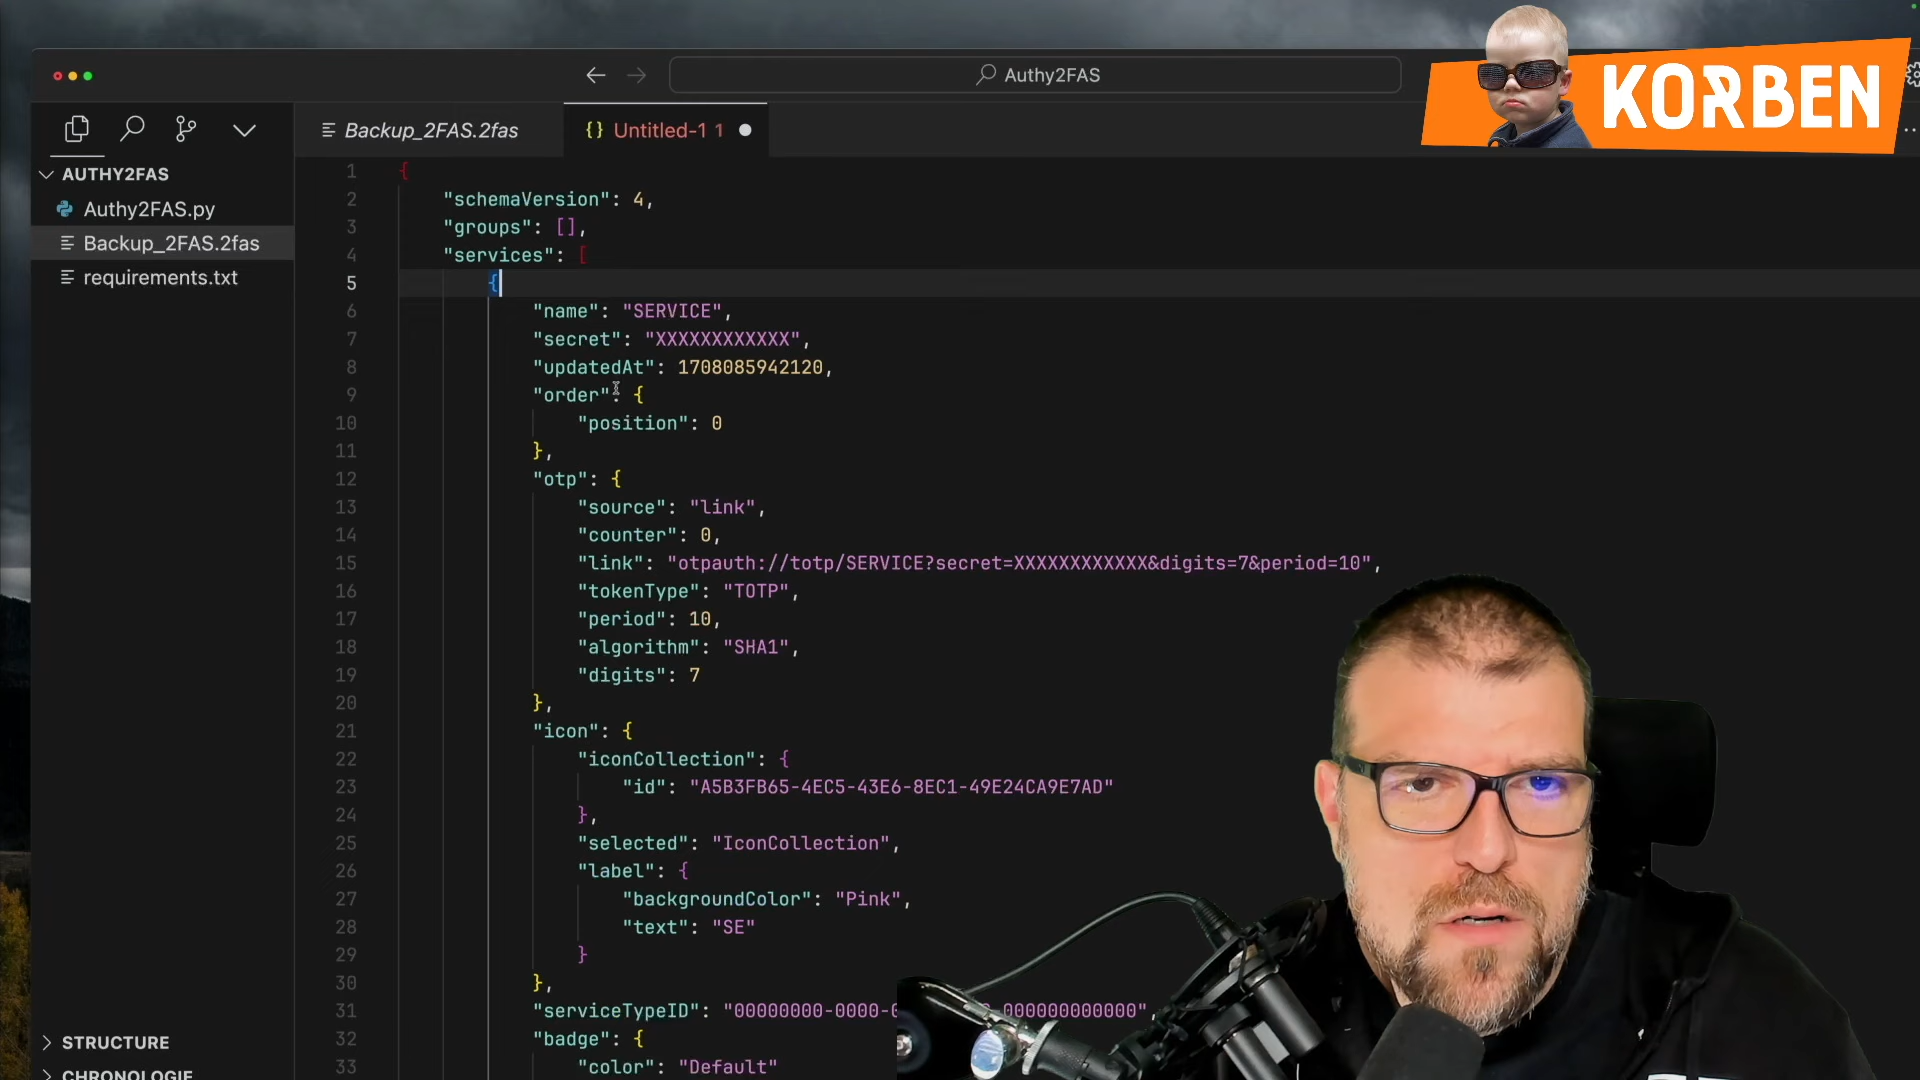 Authy2FAS
KORBEN
Backup_2FAS.2fas
{} Untitled-1 1
AUTHY2FAS
Authy2FAS.py
Backup_2FAS.2fas
requirements.txt
STRUCTURE
CHRONOLOGIE
1 {
2 "schemaVersion": 4,
3 "groups": [],
4 "services": [
5 {
6 "name": "SERVICE",
7 "secret": "XXXXXXXXXXXX",
8 "updatedAt": 1708085942120,
9 "order": {
10 "position": 0
11 },
12 "otp": {
13 "source": "link",
14 "counter": 0,
15 "link": "otpauth://totp/SERVICE?secret=XXXXXXXXXXXX&digits=7&period=10",
16 "tokenType": "TOTP",
17 "period": 10,
18 "algorithm": "SHA1",
19 "digits": 7
20 },
21 "icon": {
22 "iconCollection": {
23 "id": "A5B3FB65-4EC5-43E6-8EC1-49E24CA9E7AD"
24 },
25 "selected": "IconCollection",
26 "label": {
27 "backgroundColor": "Pink",
28 "text": "SE"
29 }
30 },
31 "serviceTypeID": "00000000-0000-0 000000000000",
32 "badge": {
33 "color": "Default"